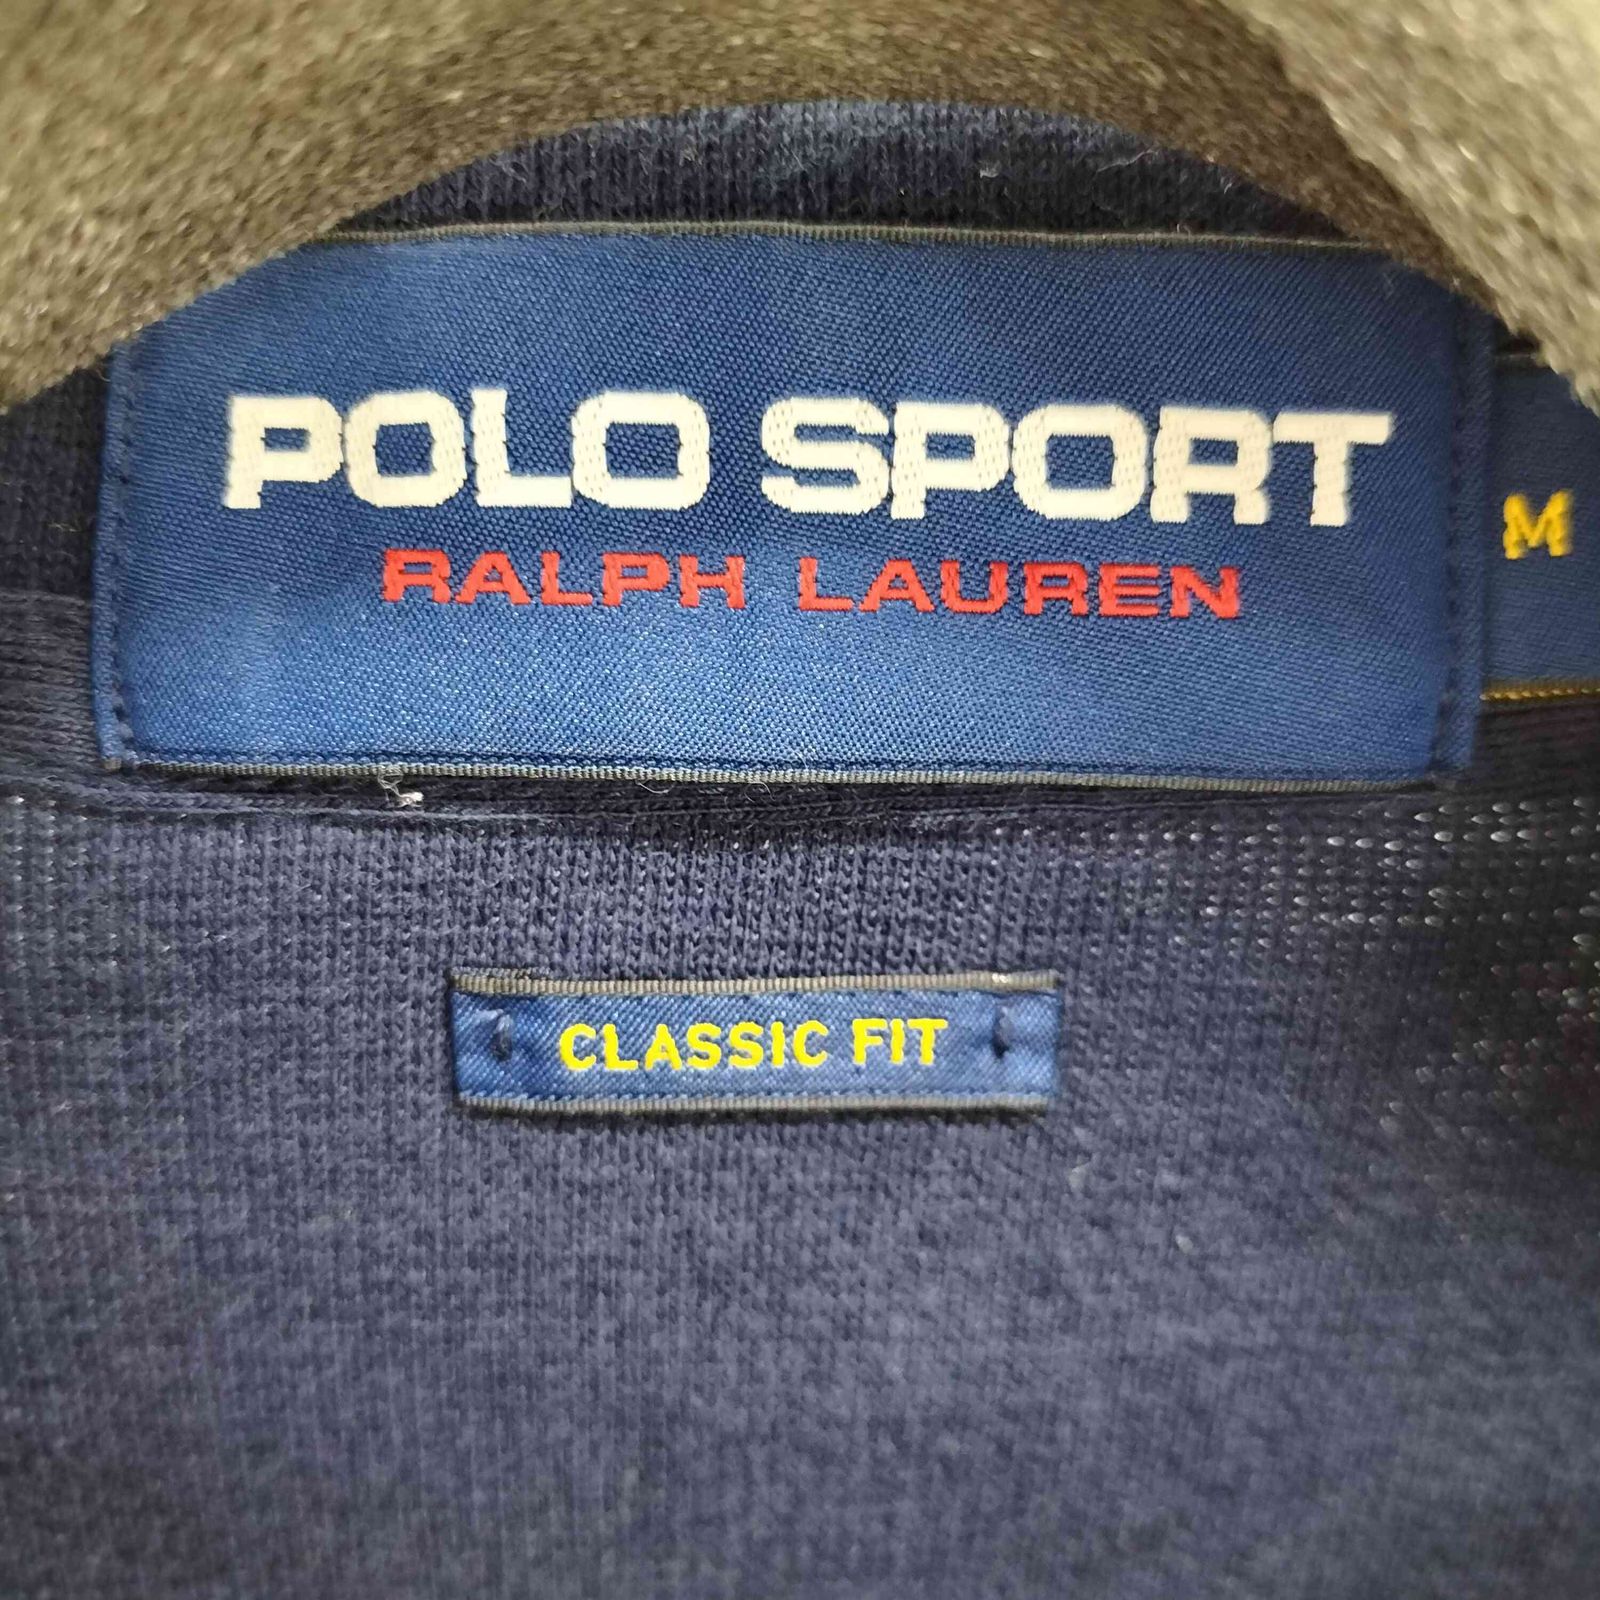 POLO SPORT
RALPH LAUREN
M
CLASSIC FIT